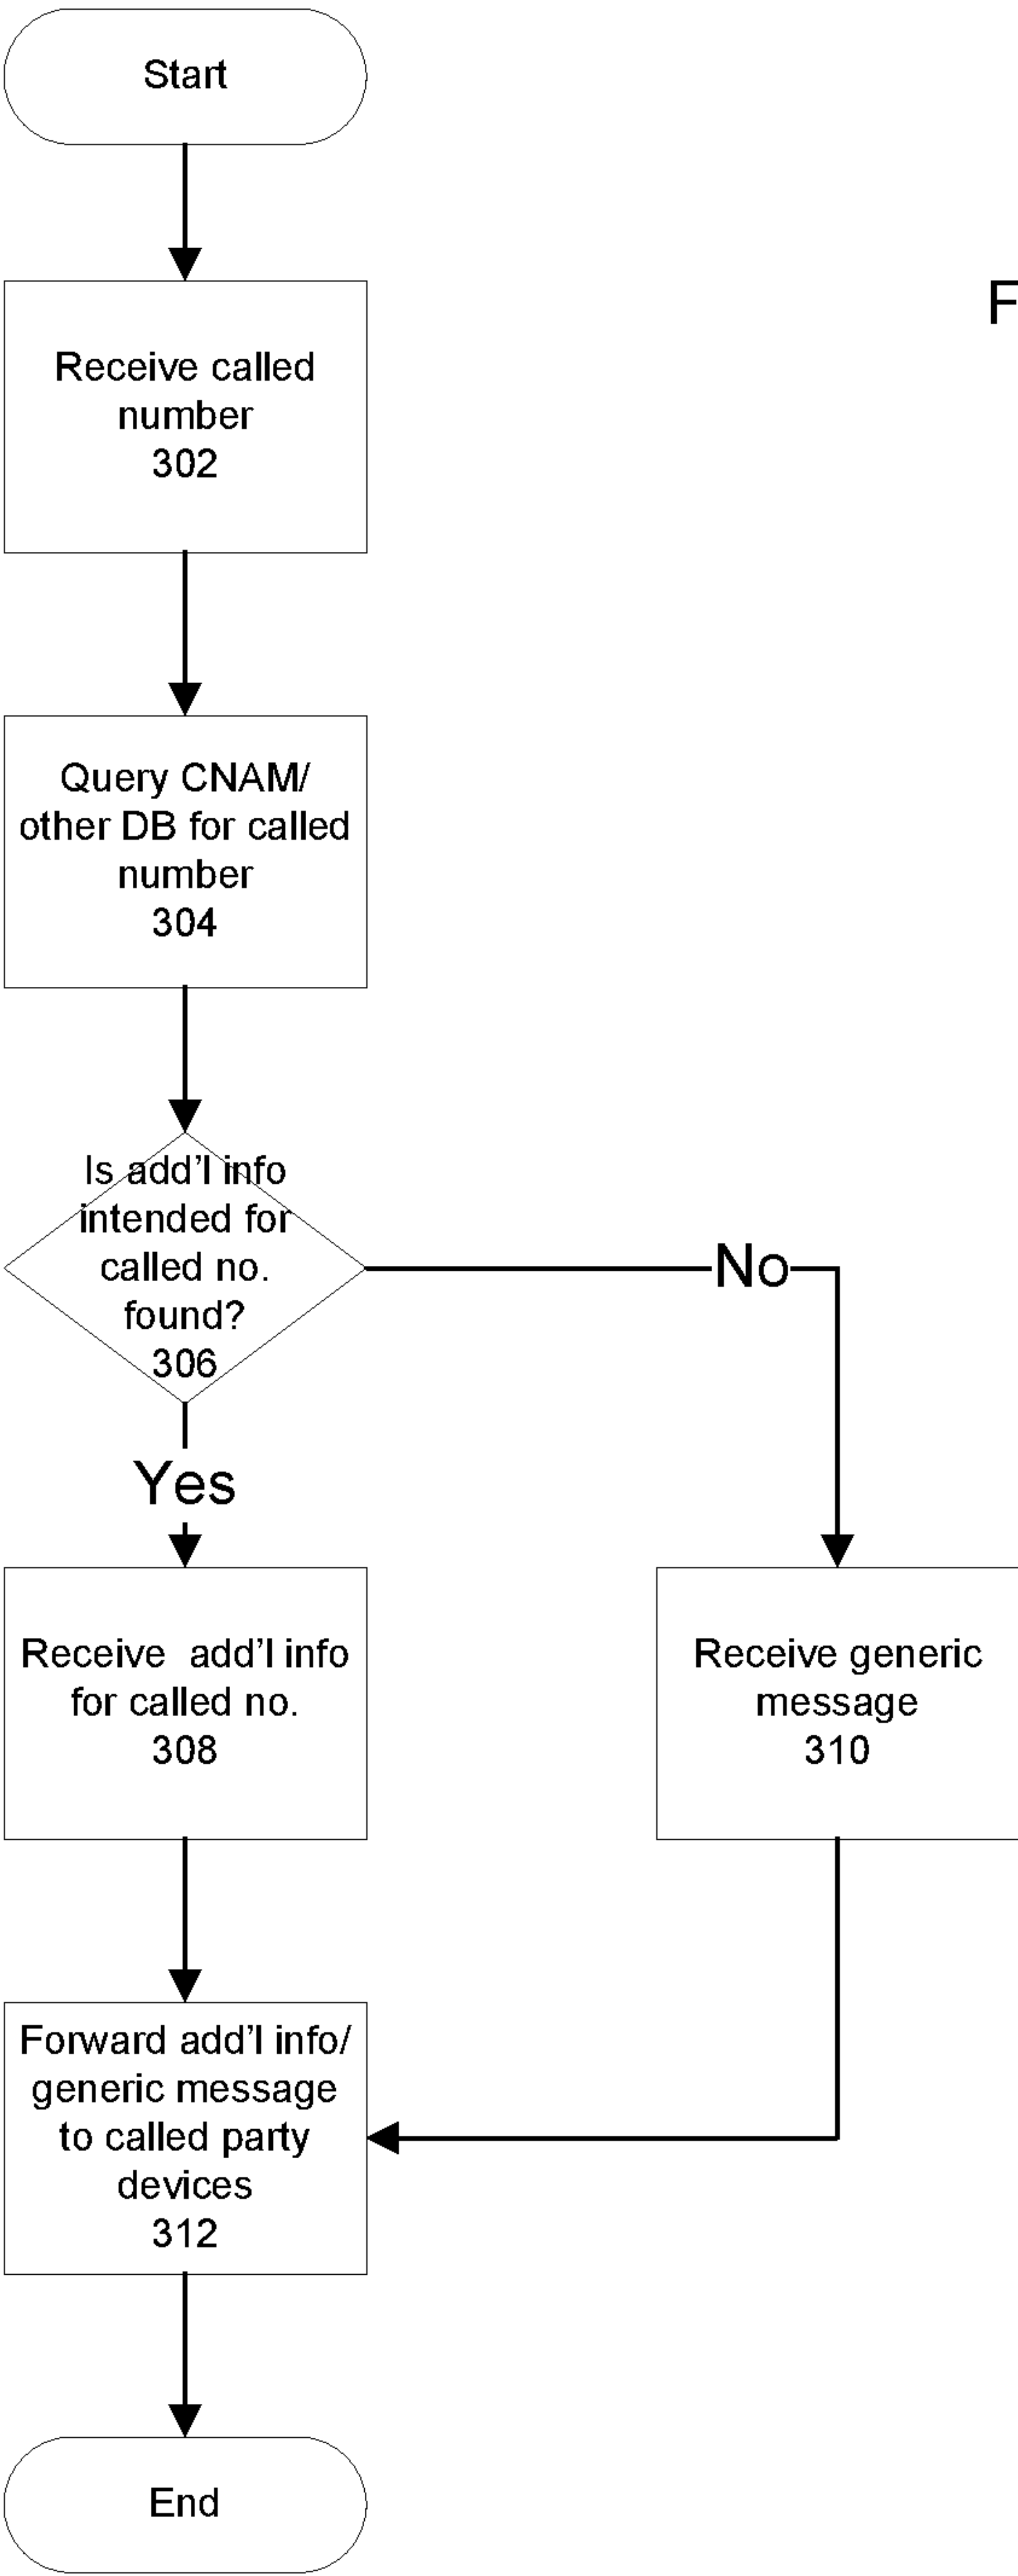 Start
F
Receive called
number
302
Query CNAM/
other DB for called
number
304
Is add'l info
intended for
called no.
found?
306
No
Yes
Receive  add'l info
for called no.
308
Receive generic
message
310
Forward add'l info/
generic message
to called party
devices
312
End